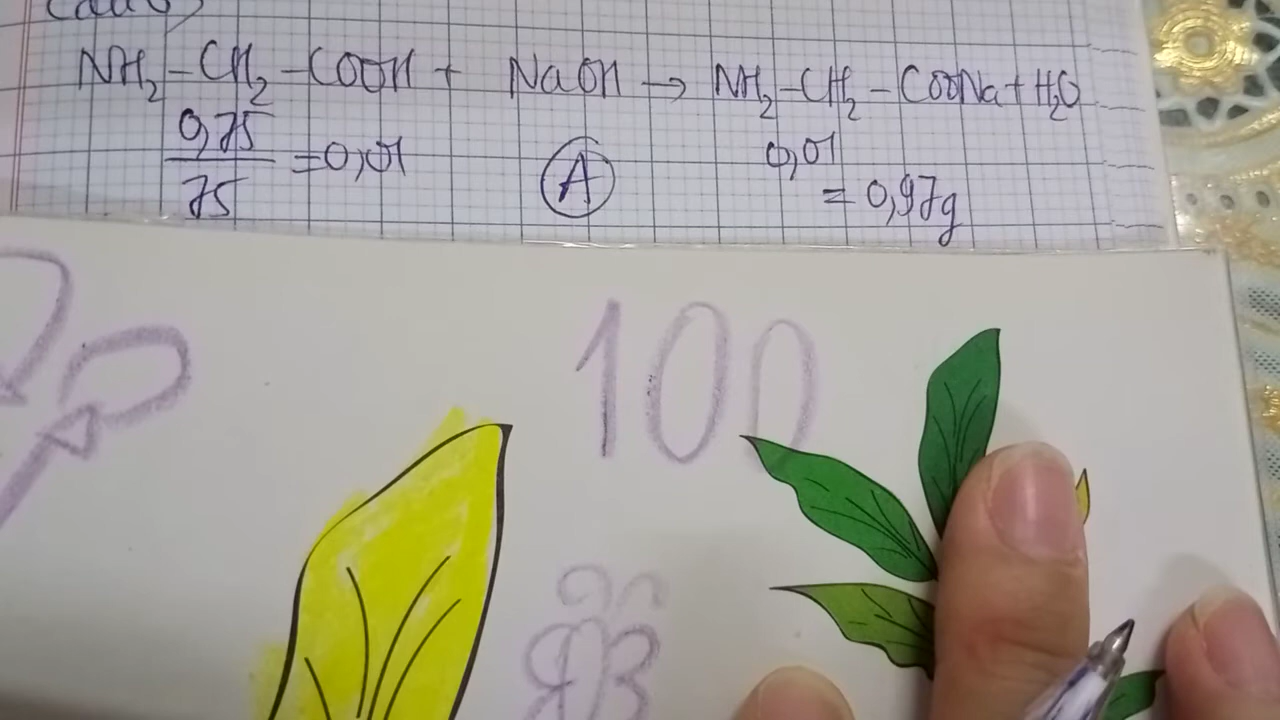 NH₂-CH₂-COOH + NaOH → NH₂-CH₂-COONa + H₂O
0,75
75
=0,01
A
0,01
= 0,97g
100